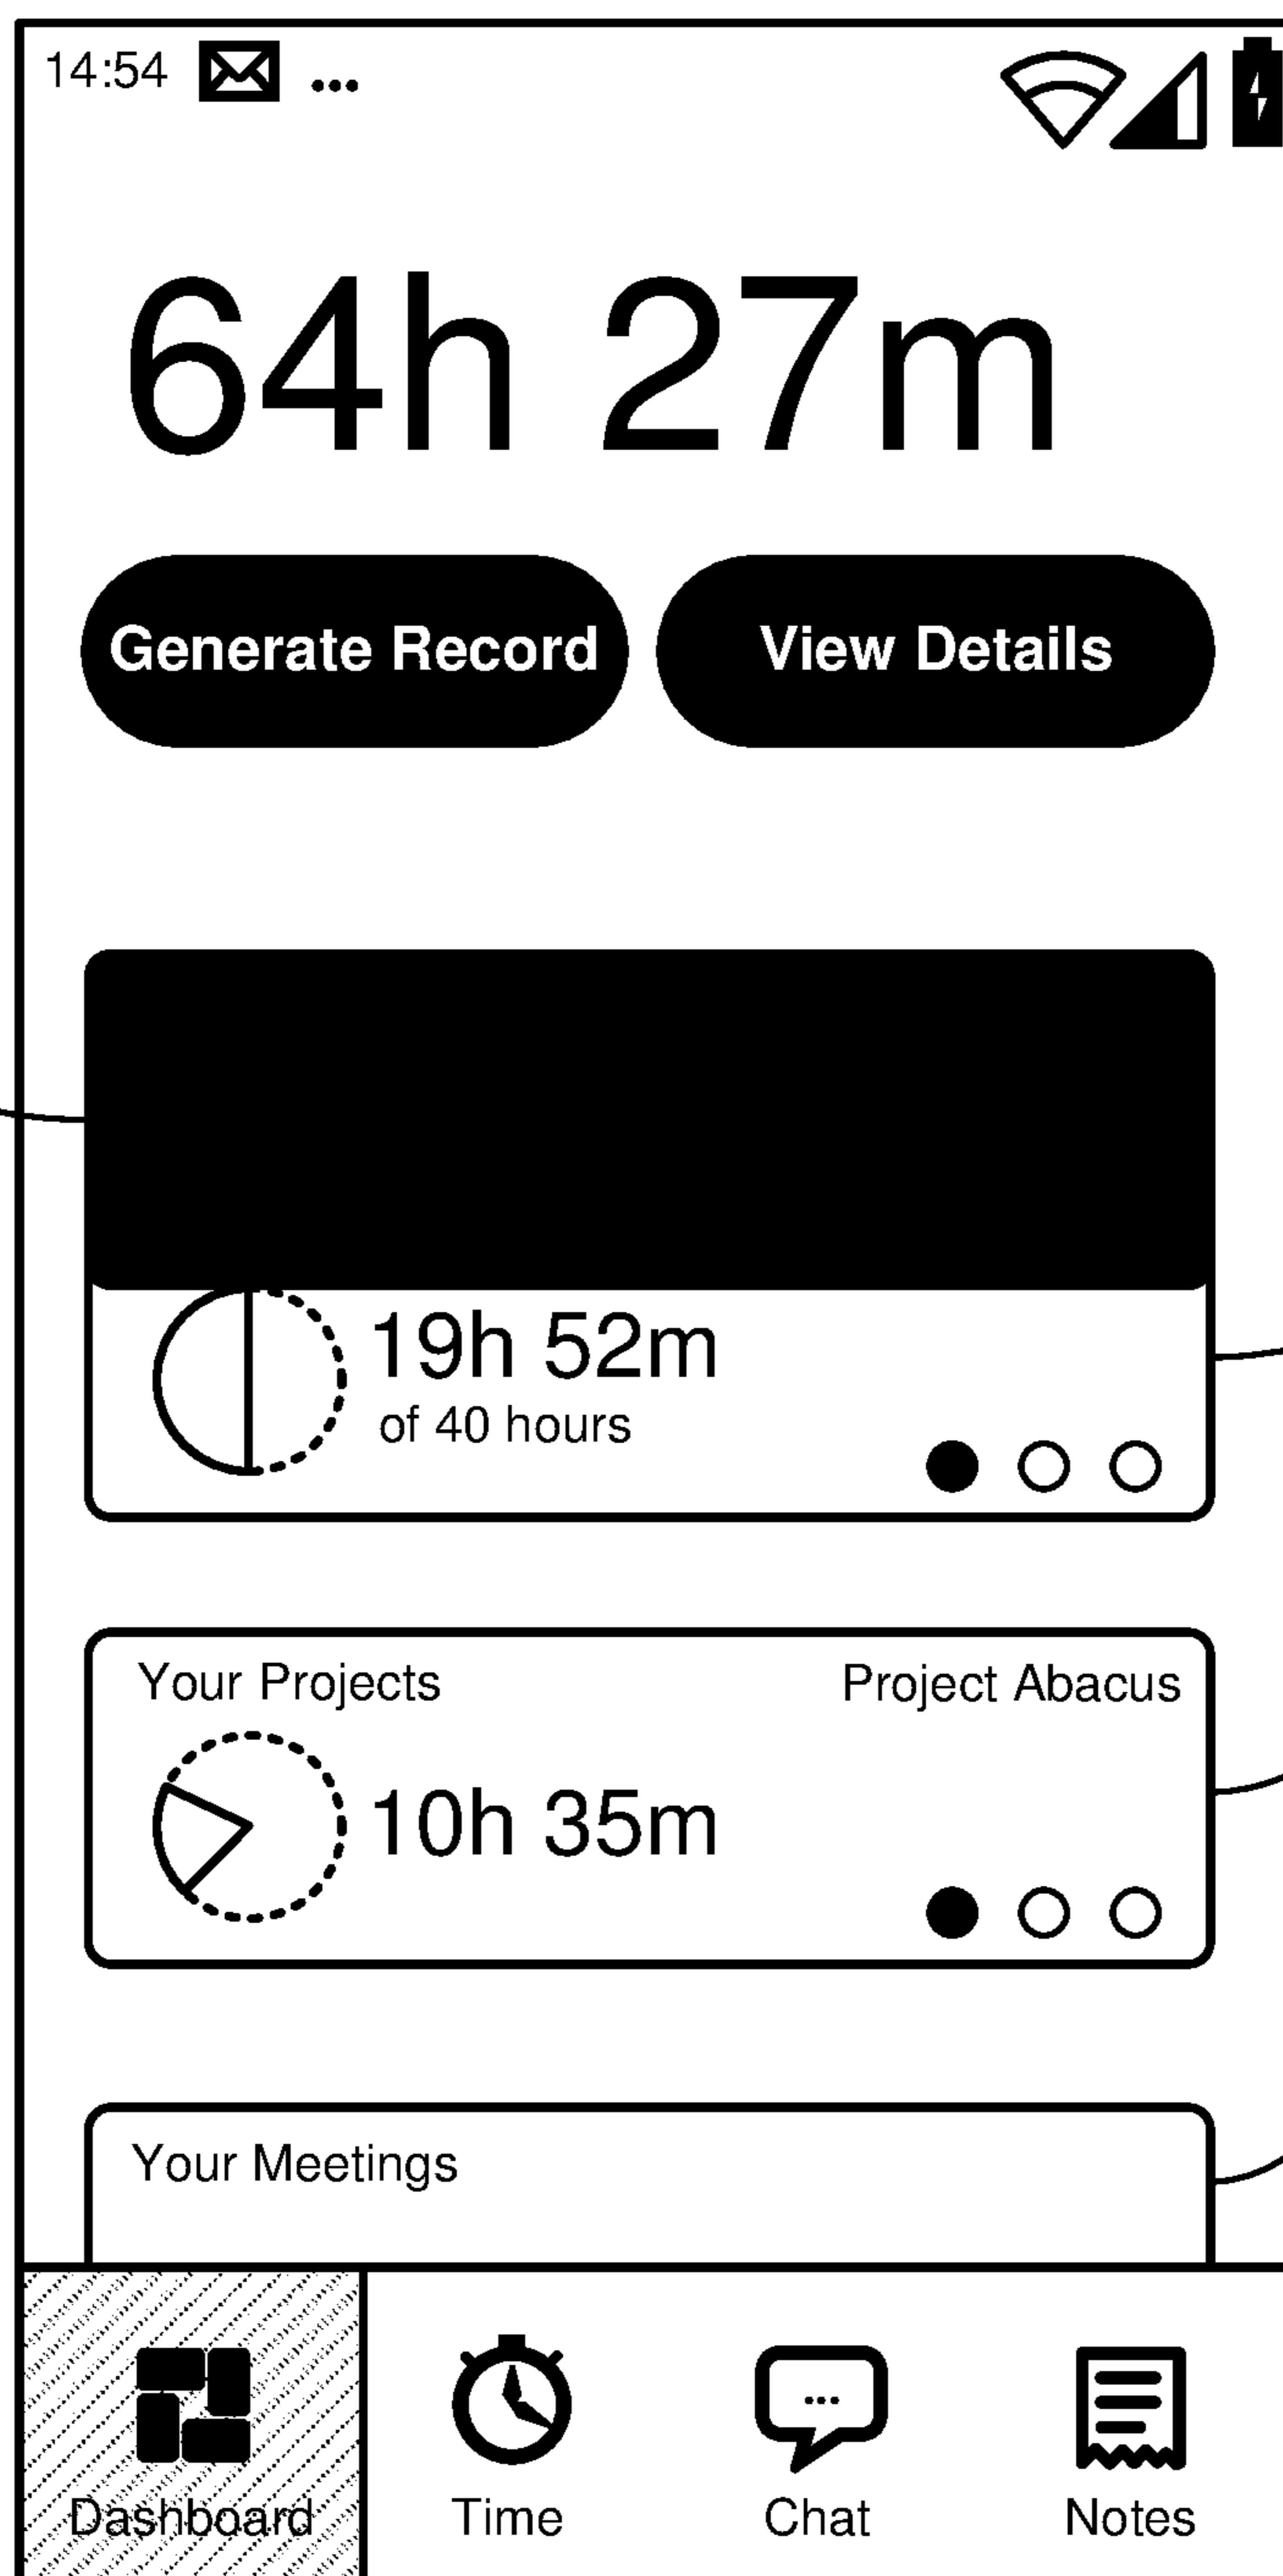 14:54 ...
64h 27m
Generate Record View Details
19h 52m
of 40 hours
Your Projects Project Abacus
10h 35m
Your Meetings
Dashboard Time Chat Notes